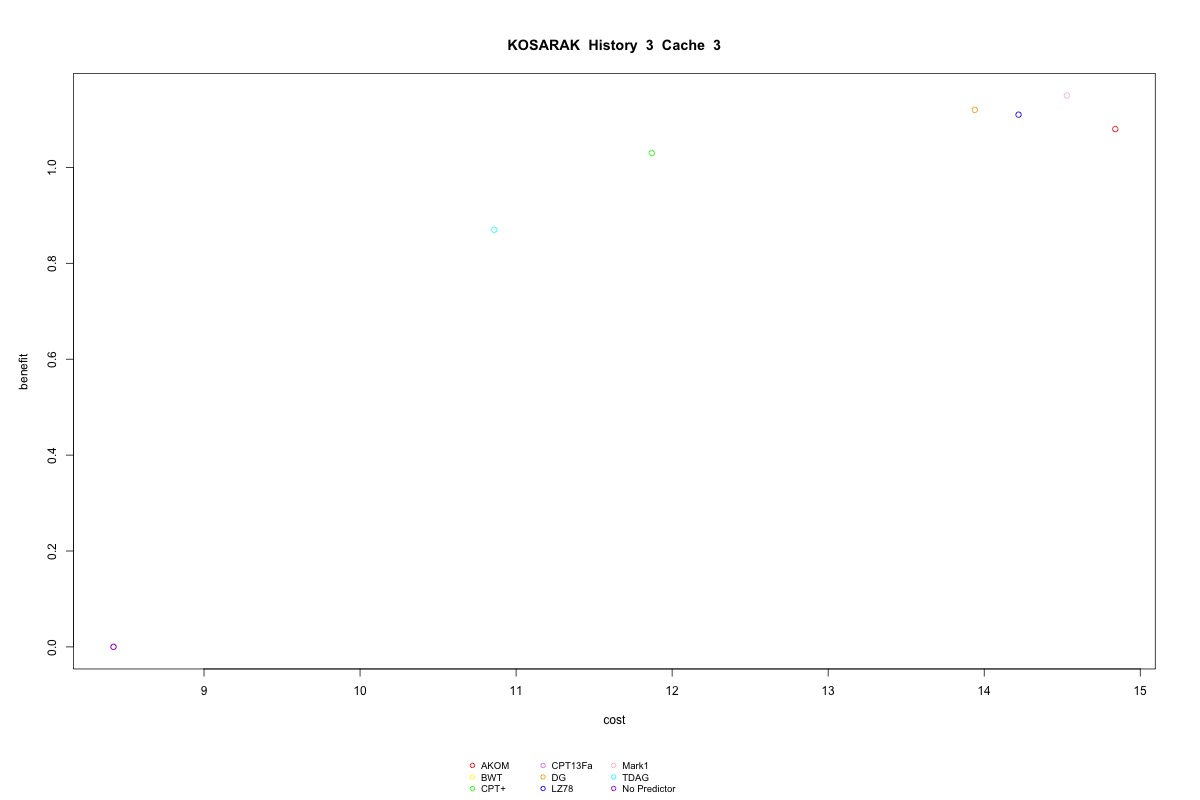 KOSARAK History 3 Cache 3
1.0
0.8
0.6
0.4
0.2
0.0
benefit
9 10 11 12 13 14 15
cost
AKOM CPT13Fa Mark1
BWT DG TDAG
CPT+ LZ78 No Predictor